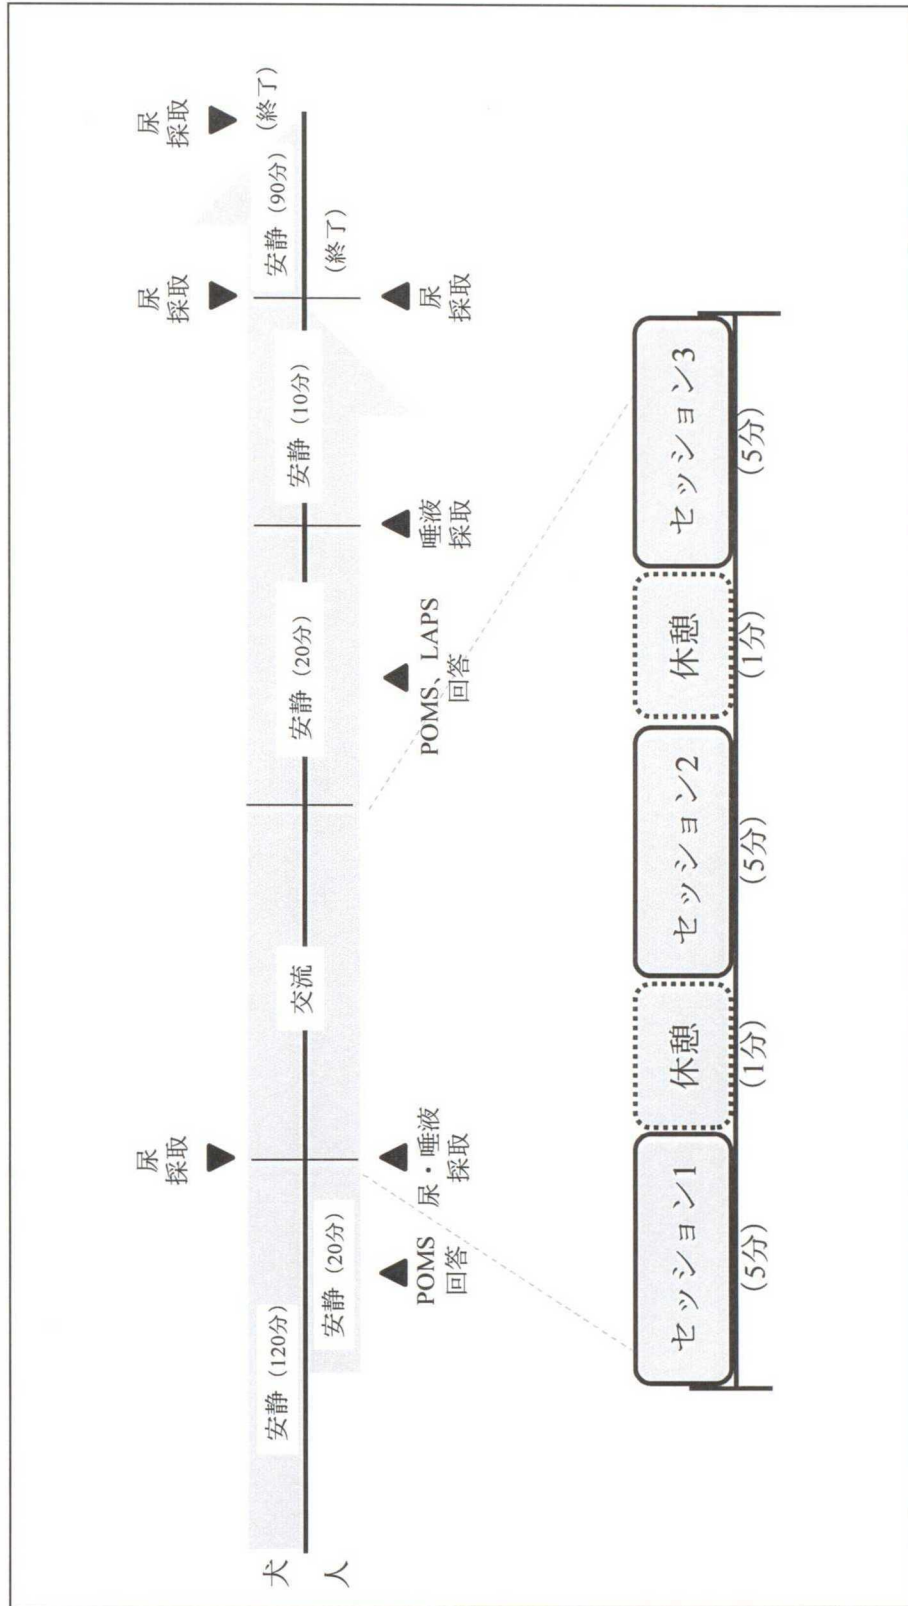 尿
採取
尿
採取
尿
採取
犬
安静（120分）
安静（90分）
（終了）
交流
安静（20分）
安静（10分）
人
安静（20分）
（終了）
POMS
回答
尿・唾液
採取
POMS、LAPS
回答
唾液
採取
尿
採取
セッション1
休憩
セッション2
休憩
セッション3
（5分）
（1分）
（5分）
（1分）
（5分）